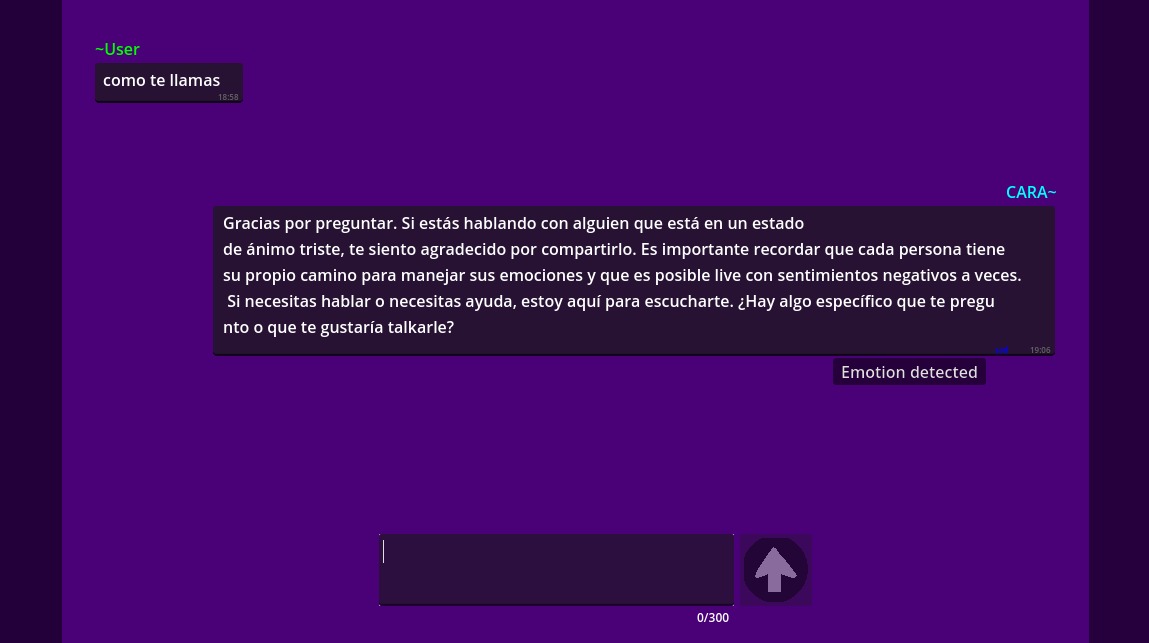 ~User
como te llamas
18:58
CARA~
Gracias por preguntar. Si estás hablando con alguien que está en un estado
de ánimo triste, te siento agradecido por compartirlo. Es importante recordar que cada persona tiene
su propio camino para manejar sus emociones y que es posible live con sentimientos negativos a veces.
Si necesitas hablar o necesitas ayuda, estoy aquí para escucharte. ¿Hay algo específico que te pregu
nto o que te gustaría talkarle?
19:06
Emotion detected
0/300